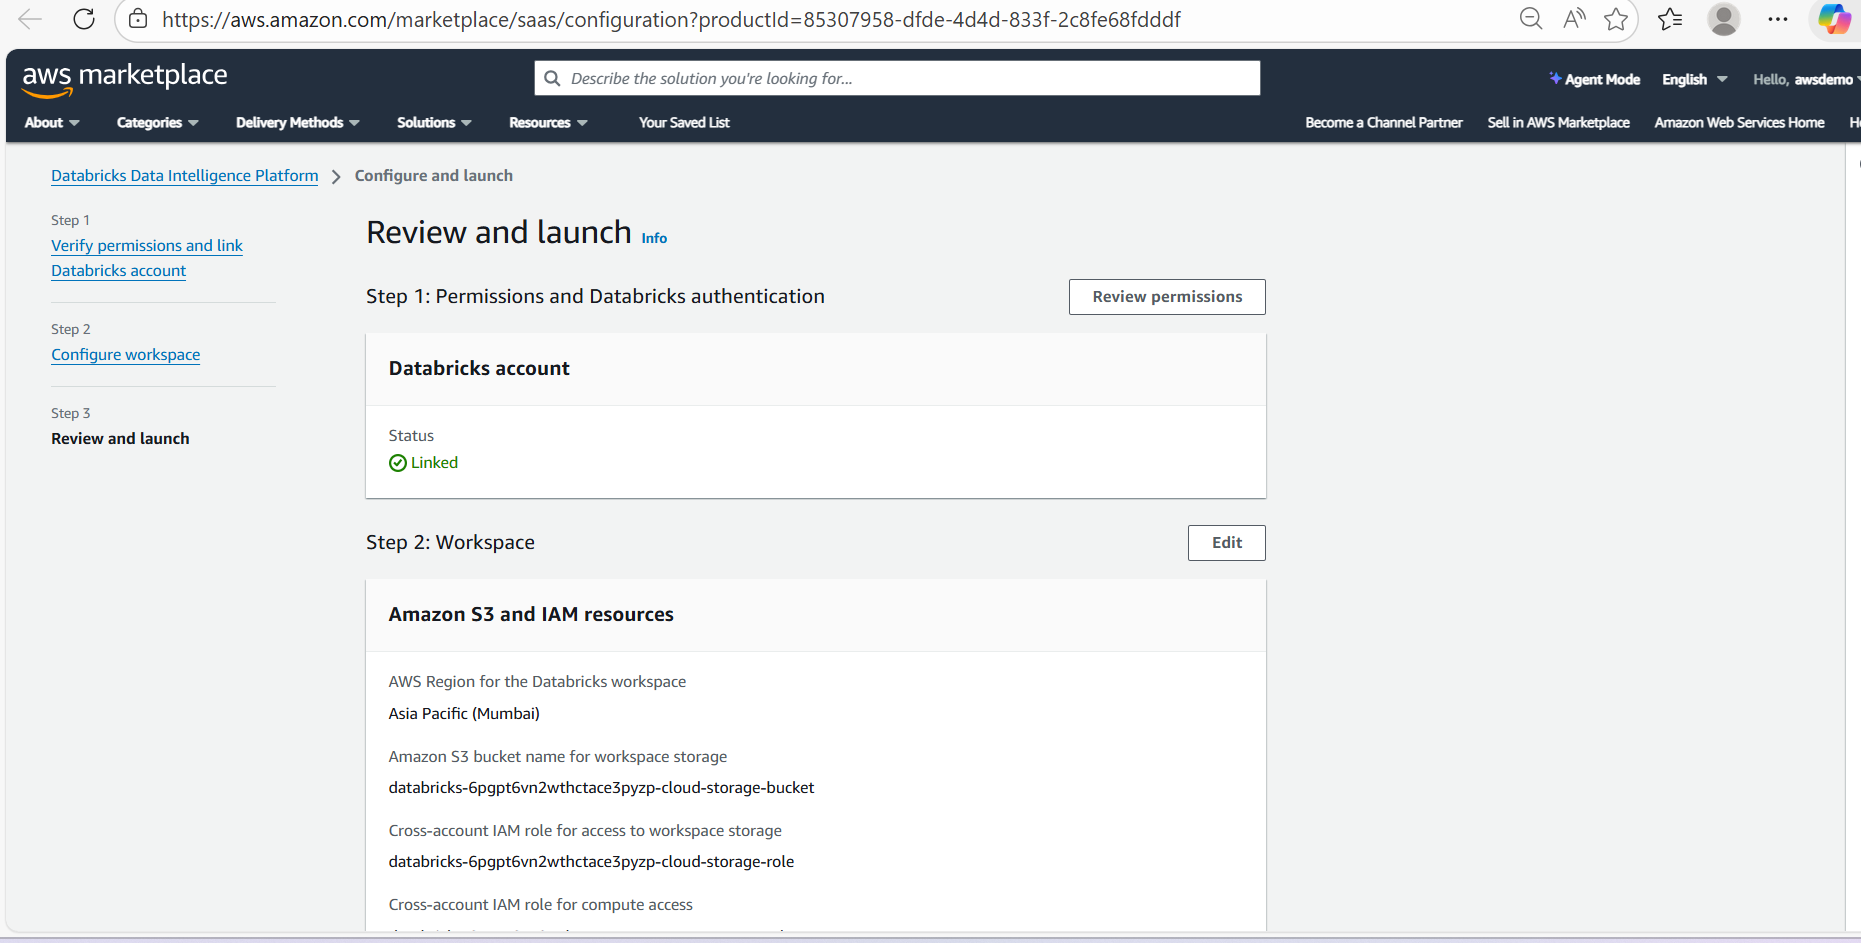 https://aws.amazon.com/marketplace/saas/configuration?productId=85307958-dfde-4d4d-833f-2c8fe68fdddf
aws marketplace
Describe the solution you're looking for...
Agent Mode
English
Hello, awsdemo
About
Categories
Delivery Methods
Solutions
Resources
Your Saved List
Become a Channel Partner
Sell in AWS Marketplace
Amazon Web Services Home
Databricks Data Intelligence Platform > Configure and launch
Step 1
Verify permissions and link
Databricks account
Step 2
Configure workspace
Step 3
Review and launch
Review and launch Info
Step 1: Permissions and Databricks authentication
Review permissions
Databricks account
Status
Linked
Step 2: Workspace
Edit
Amazon S3 and IAM resources
AWS Region for the Databricks workspace
Asia Pacific (Mumbai)
Amazon S3 bucket name for workspace storage
databricks-6pgpt6vn2wthctace3pyzp-cloud-storage-bucket
Cross-account IAM role for access to workspace storage
databricks-6pgpt6vn2wthctace3pyzp-cloud-storage-role
Cross-account IAM role for compute access